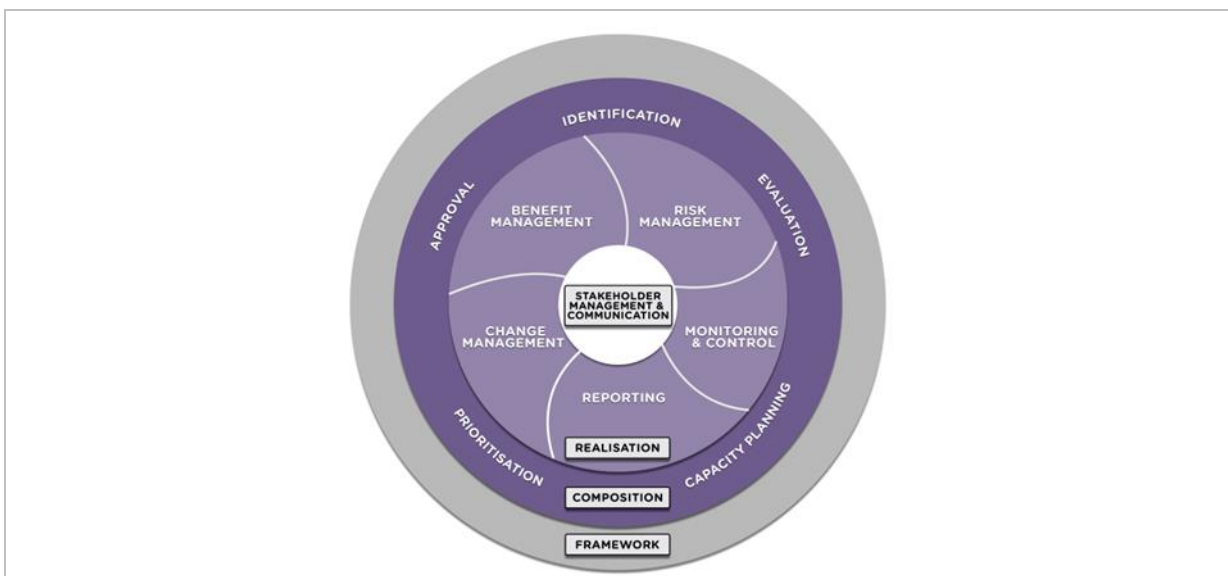 IDENTIFICATION
EVALUATION
APPROVAL
BENEFIT
MANAGEMENT
RISK
MANAGEMENT
STAKEHOLDER
MANAGEMENT &
COMMUNICATION
CHANGE
MANAGEMENT
MONITORING
& CONTROL
REPORTING
PRIORITISATION
CAPACITY PLANNING
REALISATION
COMPOSITION
FRAMEWORK